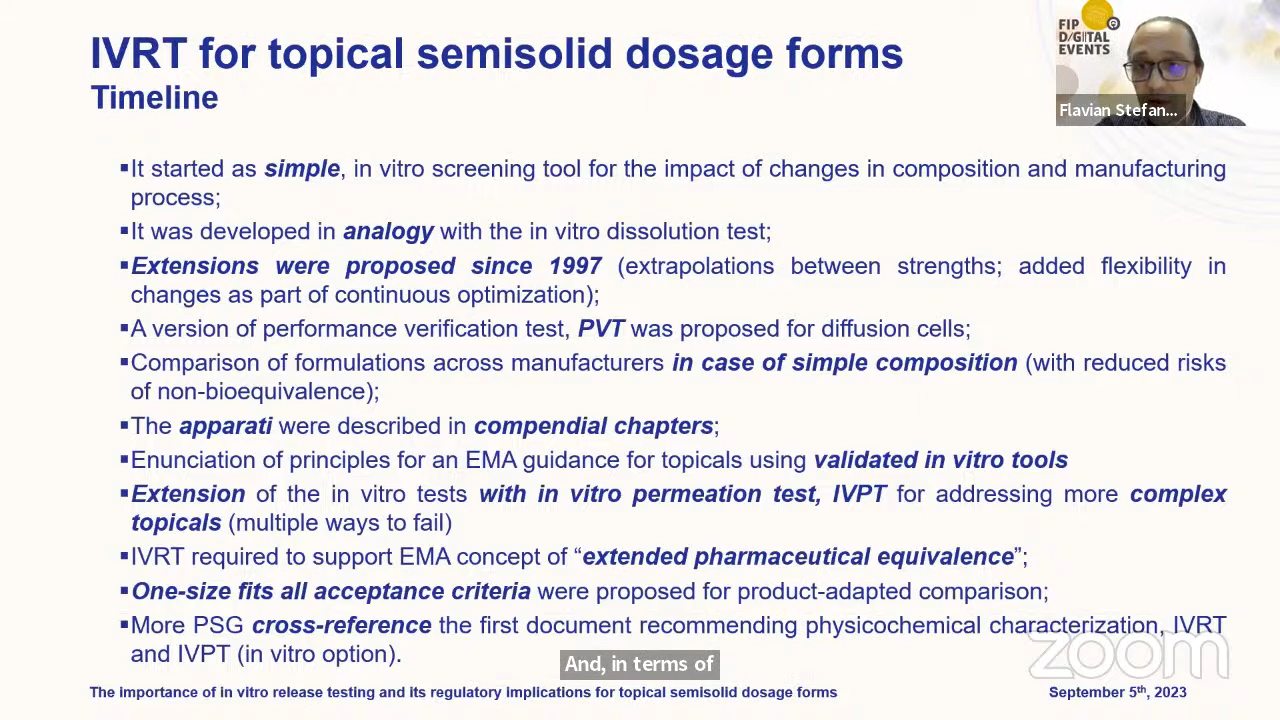 IVRT for topical semisolid dosage forms
Timeline
FIP
DIGITAL
EVENTS
Flavian Stefan...
▪It started as simple, in vitro screening tool for the impact of changes in composition and manufacturing
process;
▪It was developed in analogy with the in vitro dissolution test;
▪Extensions were proposed since 1997 (extrapolations between strengths; added flexibility in
changes as part of continuous optimization);
▪A version of performance verification test, PVT was proposed for diffusion cells;
▪Comparison of formulations across manufacturers in case of simple composition (with reduced risks
of non-bioequivalence);
▪The apparati were described in compendial chapters;
▪Enunciation of principles for an EMA guidance for topicals using validated in vitro tools
▪Extension of the in vitro tests with in vitro permeation test, IVPT for addressing more complex
topicals (multiple ways to fail)
▪IVRT required to support EMA concept of “extended pharmaceutical equivalence”;
▪One-size fits all acceptance criteria were proposed for product-adapted comparison;
▪More PSG cross-reference the first document recommending physicochemical characterization, IVRT
and IVPT (in vitro option).
And, in terms of
zoom
The importance of in vitro release testing and its regulatory implications for topical semisolid dosage forms
September 5th, 2023